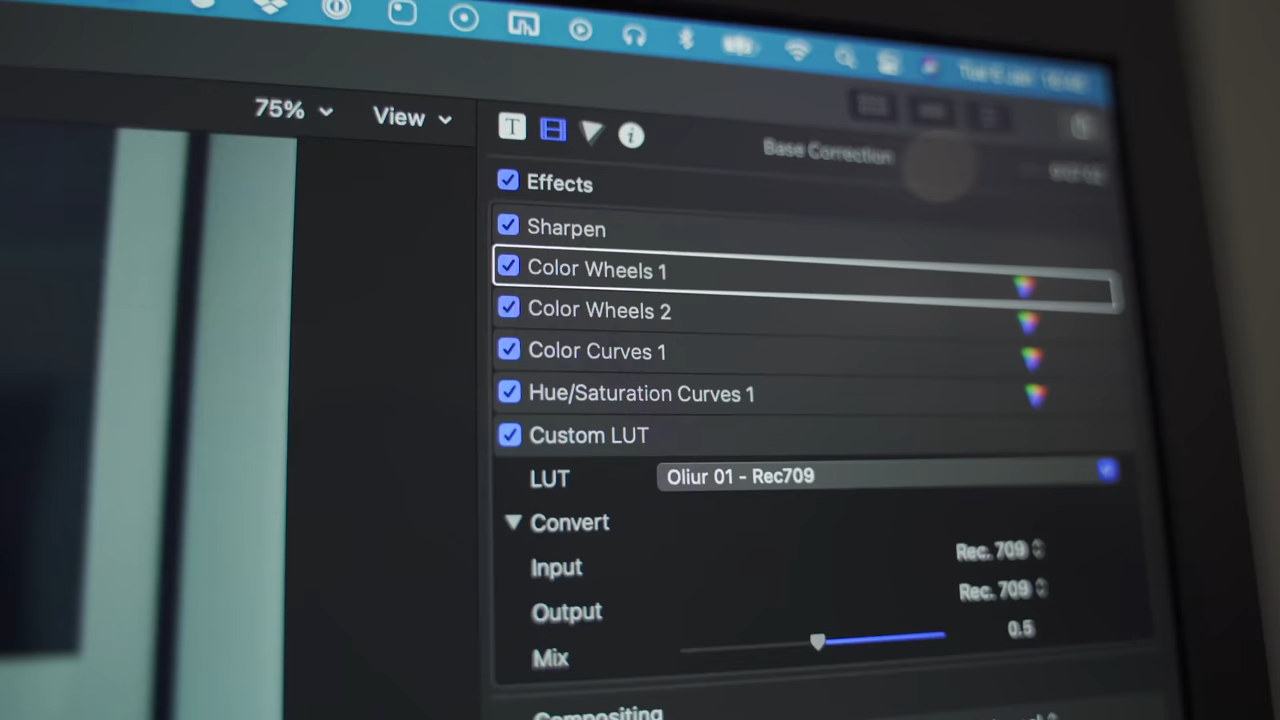 75% View
T i
Base Correction
Effects
Sharpen
Color Wheels 1
Color Wheels 2
Color Curves 1
Hue/Saturation Curves 1
Custom LUT
LUT Oliur 01 - Rec709
Convert
Input Rec. 709
Output Rec. 709
Mix 0.5
Compositing